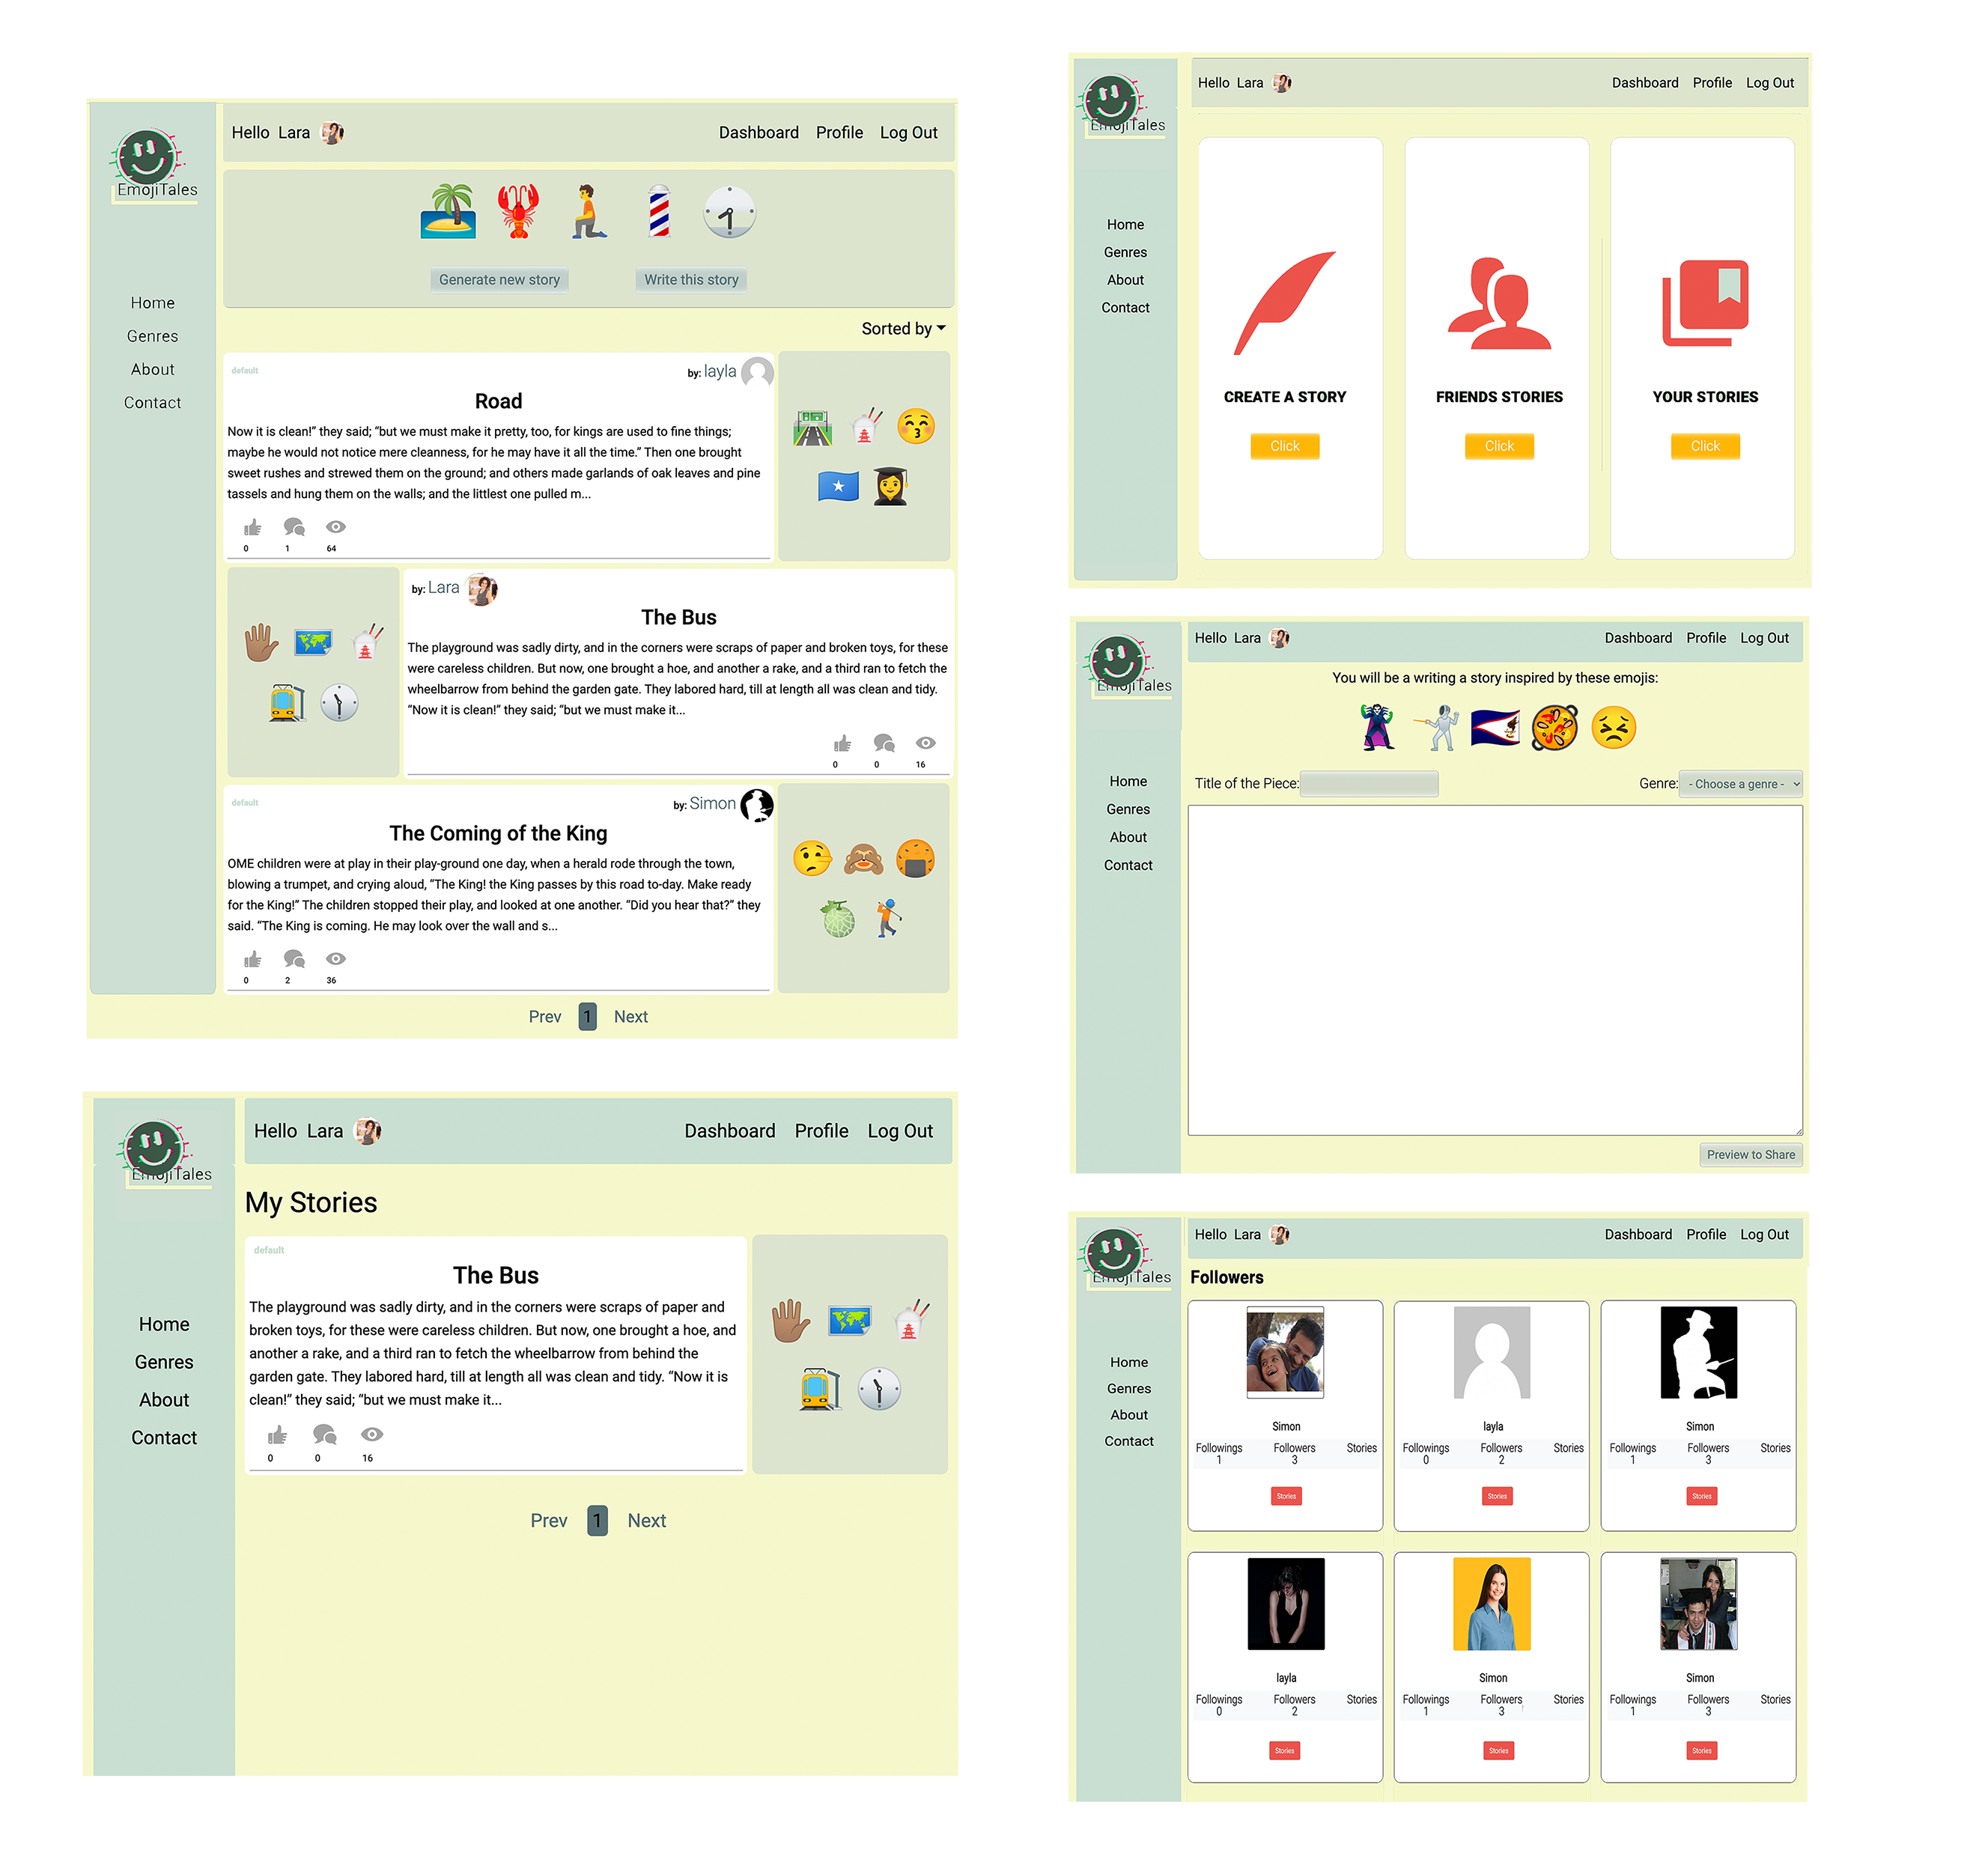 EmojiTales
Home
Genres
About
Contact
Hello Lara
Dashboard Profile Log Out
Generate new story
Write this story
Sorted by
default
by: layla
Road
Now it is clean!” they said; “but we must make it pretty, too, for kings are used to fine things;
maybe he would not notice mere cleanness, for he may have it all the time.” Then one brought
sweet rushes and strewed them on the ground; and others made garlands of oak leaves and pine
tassels and hung them on the walls; and the littlest one pulled m...
0 1 64
by: Lara
The Bus
The playground was sadly dirty, and in the corners were scraps of paper and broken toys, for these
were careless children. But now, one brought a hoe, and another a rake, and a third ran to fetch the
wheelbarrow from behind the garden gate. They labored hard, till at length all was clean and tidy.
“Now it is clean!” they said; “but we must make it...
0 0 16
default
by: Simon
The Coming of the King
OME children were at play in their play-ground one day, when a herald rode through the town,
blowing a trumpet, and crying aloud, “The King! the King passes by this road to-day. Make ready
for the King!” The children stopped their play, and looked at one another. “Did you hear that?” they
said. “The King is coming. He may look over the wall and s...
0 2 36
Prev 1 Next
EmojiTales
Home
Genres
About
Contact
Hello Lara
Dashboard Profile Log Out
My Stories
default
The Bus
The playground was sadly dirty, and in the corners were scraps of paper and
broken toys, for these were careless children. But now, one brought a hoe, and
another a rake, and a third ran to fetch the wheelbarrow from behind the
garden gate. They labored hard, till at length all was clean and tidy. “Now it is
clean!” they said; “but we must make it...
0 0 16
Prev 1 Next
EmojiTales
Home
Genres
About
Contact
Hello Lara
Dashboard Profile Log Out
CREATE A STORY
Click
FRIENDS STORIES
Click
YOUR STORIES
Click
EmojiTales
Home
Genres
About
Contact
Hello Lara
Dashboard Profile Log Out
You will be a writing a story inspired by these emojis:
Title of the Piece:
Genre: - Choose a genre -
Preview to Share
EmojiTales
Home
Genres
About
Contact
Hello Lara
Dashboard Profile Log Out
Followers
Simon
Followings Followers Stories
1 3
Stories
layla
Followings Followers Stories
0 2
Stories
Simon
Followings Followers Stories
1 3
Stories
layla
Followings Followers Stories
0 2
Stories
Simon
Followings Followers Stories
1 3
Stories
Simon
Followings Followers Stories
1 3
Stories